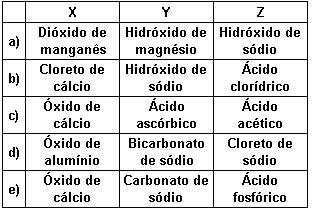 X Y Z
a) Dióxido de manganês Hidróxido de magnésio Hidróxido de sódio
b) Cloreto de cálcio Hidróxido de sódio Ácido clorídrico
c) Óxido de cálcio Ácido ascórbico Ácido acético
d) Óxido de alumínio Bicarbonato de sódio Cloreto de sódio
e) Óxido de cálcio Carbonato de sódio Ácido fosfórico